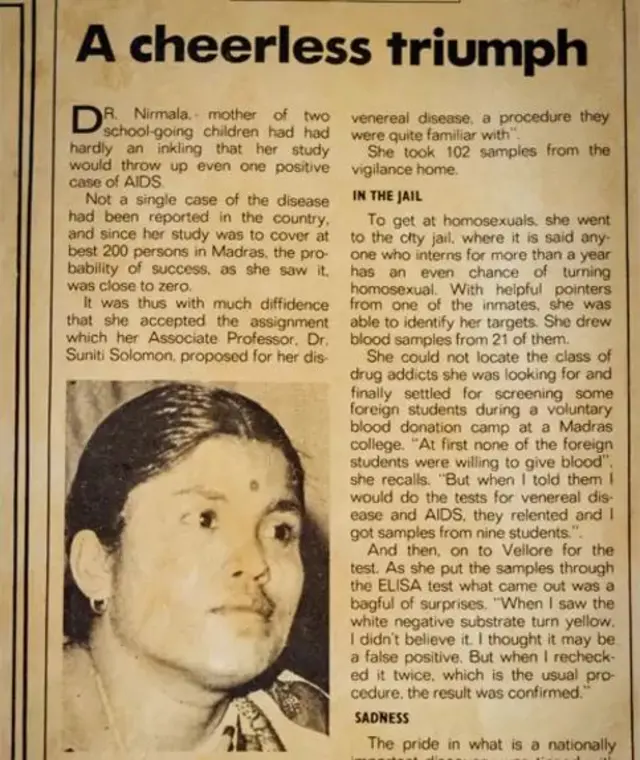 A cheerless triumph
DR. Nirmala, mother of two
school-going children had had
hardly an inkling that her study
would throw up even one positive
case of AIDS.
Not a single case of the disease
had been reported in the country,
and since her study was to cover at
best 200 persons in Madras, the pro-
bability of success, as she saw it,
was close to zero.
It was thus with much diffidence
that she accepted the assignment
which her Associate Professor, Dr.
Suniti Solomon, proposed for her dis-
venereal disease, a procedure they
were quite familiar with".
She took 102 samples from the
vigilance home.
IN THE JAIL
To get at homosexuals, she went
to the city jail, where it is said any-
one who interns for more than a year
has an even chance of turning
homosexual. With helpful pointers
from one of the inmates, she was
able to identify her targets. She drew
blood samples from 21 of them.
She could not locate the class of
drug addicts she was looking for and
finally settled for screening some
foreign students during a voluntary
blood donation camp at a Madras
college. "At first none of the foreign
students were willing to give blood",
she recalls. "But when I told them I
would do the tests for venereal dis-
ease and AIDS, they relented and I
got samples from nine students.".
And then, on to Vellore for the
test. As she put the samples through
the ELISA test what came out was a
bagful of surprises. "When I saw the
white negative substrate turn yellow,
I didn't believe it. I thought it may be
a false positive. But when I recheck-
ed it twice, which is the usual pro-
cedure, the result was confirmed."
SADNESS
The pride in what is a nationally